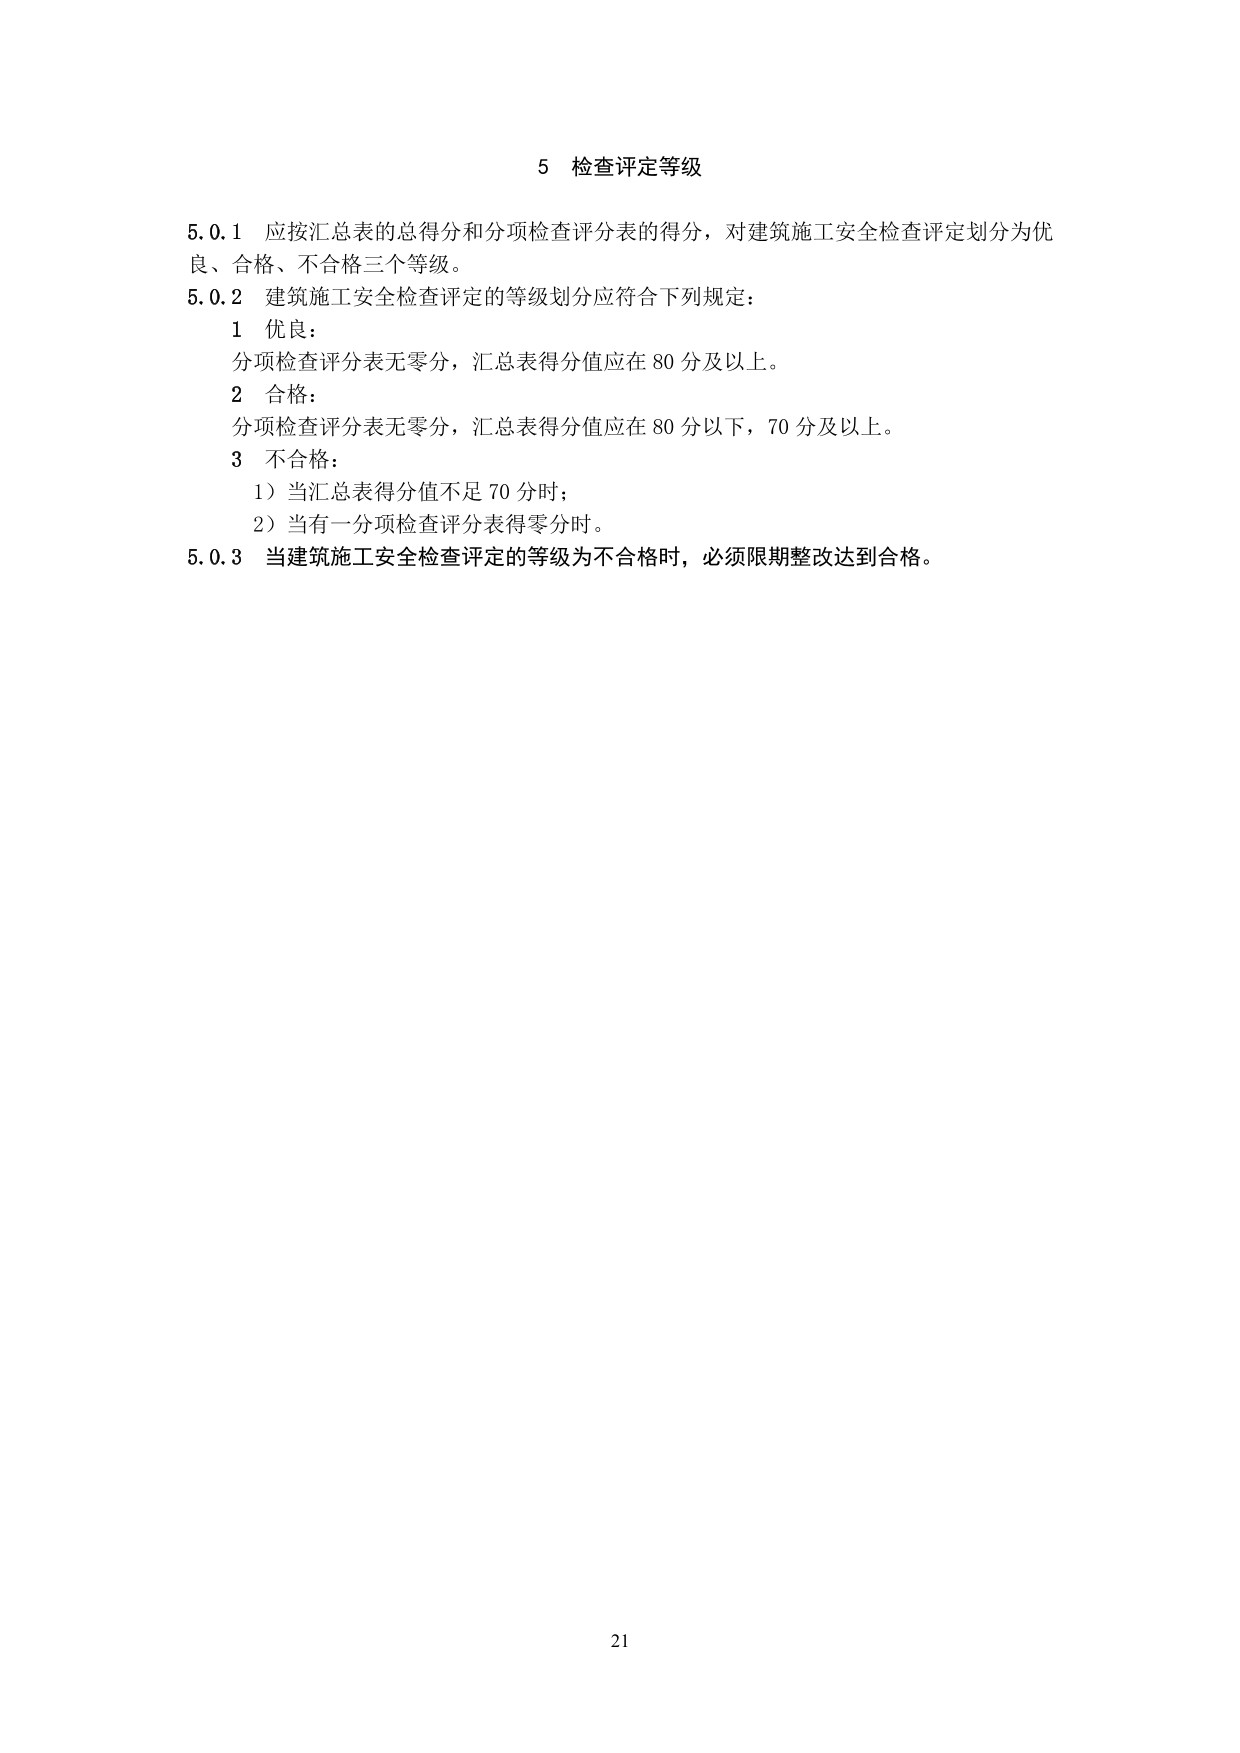 5 检查评定等级
5.0.1 应按汇总表的总得分和分项检查评分表的得分，对建筑施工安全检查评定划分为优
良、合格、不合格三个等级。
5.0.2 建筑施工安全检查评定的等级划分应符合下列规定：
1 优良：
分项检查评分表无零分，汇总表得分值应在 80 分及以上。
2 合格：
分项检查评分表无零分，汇总表得分值应在 80 分以下，70 分及以上。
3 不合格：
1）当汇总表得分值不足 70 分时；
2）当有一分项检查评分表得零分时。
5.0.3 当建筑施工安全检查评定的等级为不合格时，必须限期整改达到合格。
21